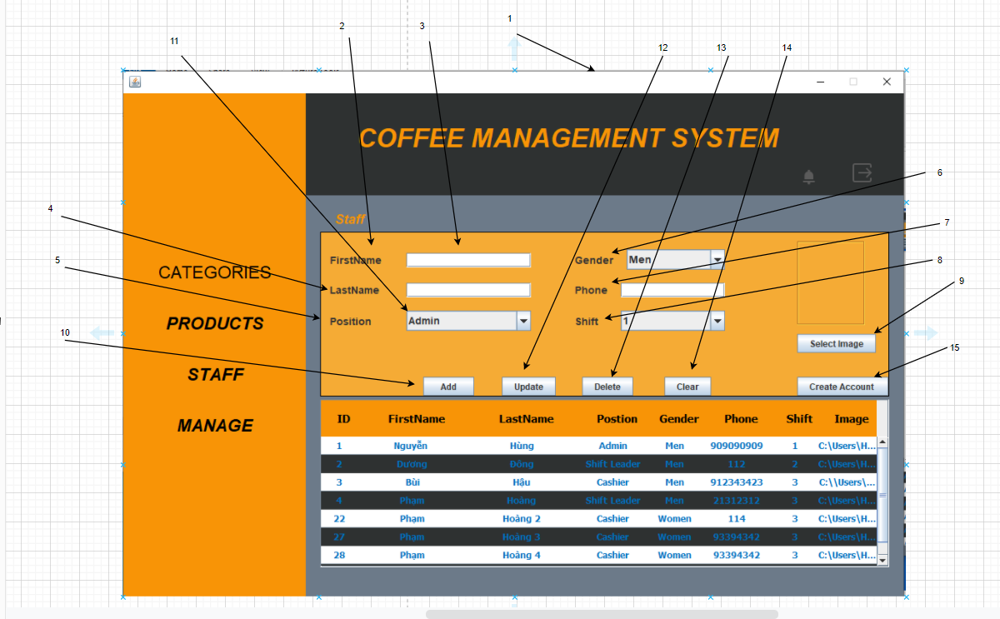 1
2
3
11
12
13
14
COFFEE MANAGEMENT SYSTEM
6
4
Staff
7
5
FirstName
Gender
Men
8
CATEGORIES
LastName
Phone
9
PRODUCTS
Position
Admin
Shift
1
10
Select Image
15
STAFF
Add
Update
Delete
Clear
Create Account
MANAGE
ID FirstName LastName Postion Gender Phone Shift Image
1 Nguyễn Hùng Admin Men 909090909 1 C:\Users\H...
2 Dương Đông Shift Leader Men 112 2 C:\Users\H...
3 Bùi Hậu Cashier Men 912343423 3 C:\\Users\...
4 Phạm Hoàng Shift Leader Men 21312312 3 C:\Users\H...
22 Phạm Hoàng 2 Cashier Women 114 3 C:\Users\H...
27 Phạm Hoàng 3 Cashier Women 93394342 3 C:\Users\H...
28 Phạm Hoàng 4 Cashier Women 93394342 3 C:\Users\H...